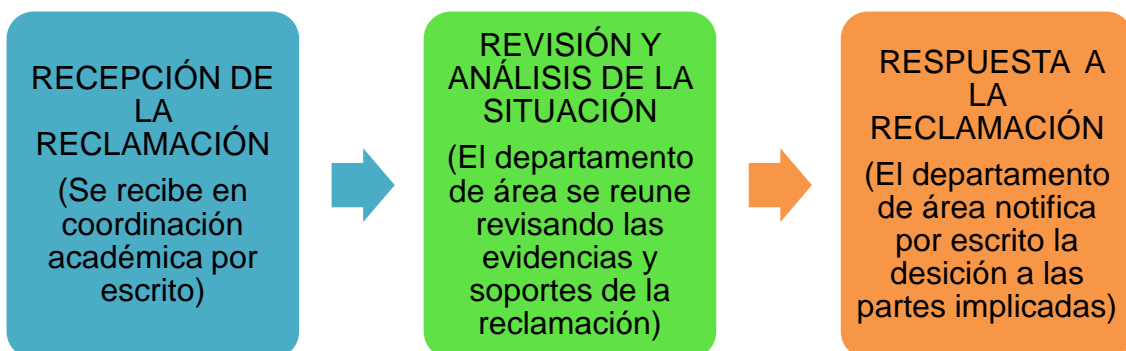 RECEPCIÓN DE
LA
RECLAMACIÓN
(Se recibe en
coordinación
académica por
escrito)
REVISIÓN Y
ANÁLISIS DE LA
SITUACIÓN
(El departamento
de área se reune
revisando las
evidencias y
soportes de la
reclamación)
RESPUESTA A
LA
RECLAMACIÓN
(El departamento
de área notifica
por escrito la
desición a las
partes implicadas)